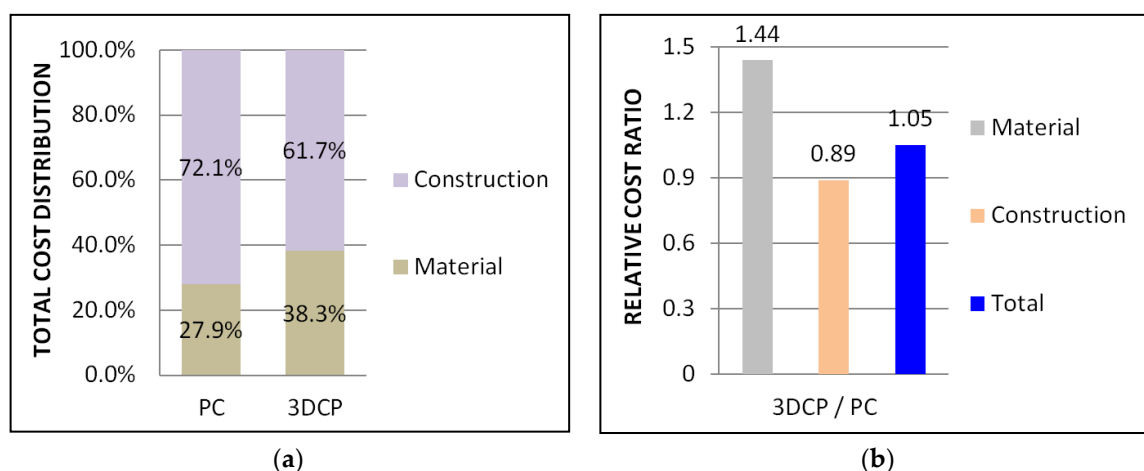 TOTAL COST DISTRIBUTION
100.0%
80.0%
60.0%
40.0%
20.0%
0.0%
72.1%
61.7%
27.9%
38.3%
PC
3DCP
Construction
Material
(a)
RELATIVE COST RATIO
1.5
1.2
0.9
0.6
0.3
0
1.44
0.89
1.05
3DCP / PC
Material
Construction
Total
(b)